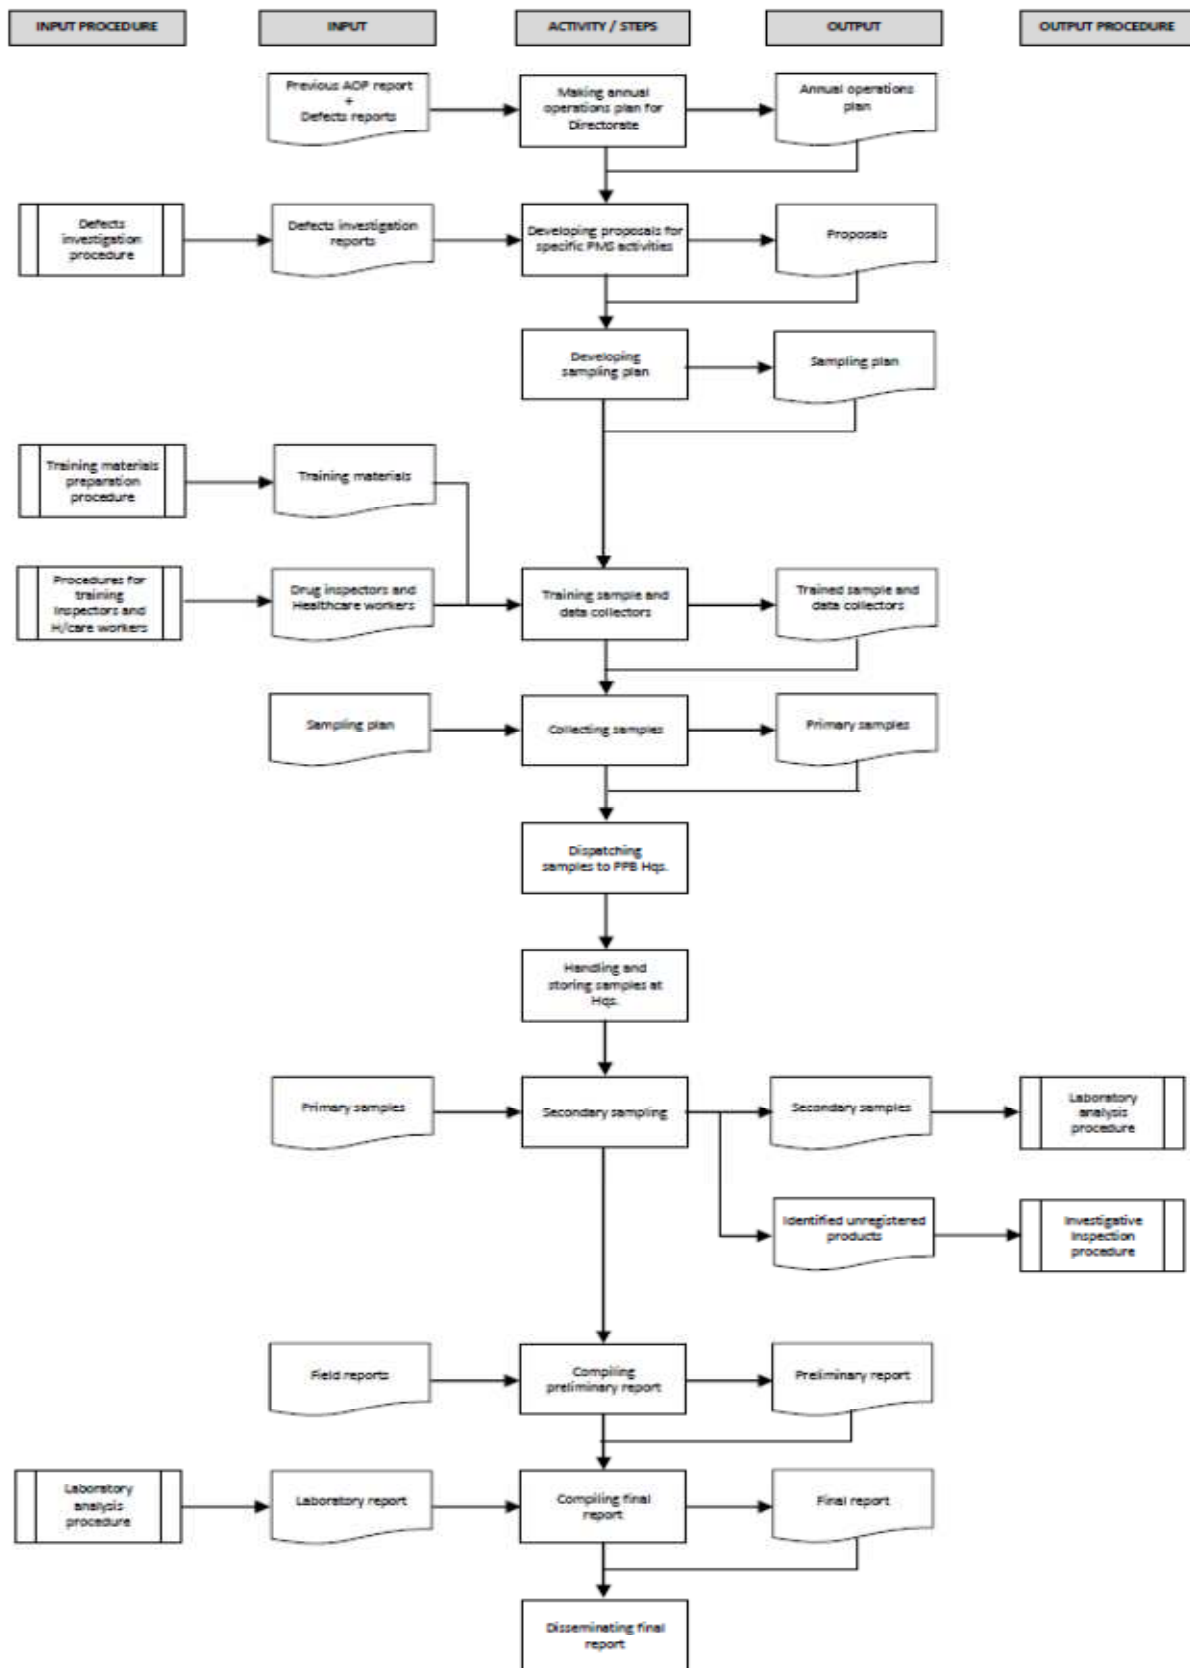 INPUT PROCEDURE
INPUT
ACTIVITY / STEPS
OUTPUT
OUTPUT PROCEDURE
Previous AOP report
+
Defects reports
Making annual
operations plan for
Directorate
Annual operations
plan
Defects
investigation
procedure
Defects investigation
reports
Developing proposals for
specific PMS activities
Proposals
Developing
sampling plan
Sampling plan
Training materials
preparation
procedure
Training materials
Procedures for
training
Inspectors and
H/care workers
Drug inspectors and
Healthcare workers
Training sample and
data collectors
Trained sample and
data collectors
Sampling plan
Collecting samples
Primary samples
Dispatching
samples to PPB Hqs.
Handling and
storing samples at
Hqs.
Primary samples
Secondary sampling
Secondary samples
Laboratory
analysis
procedure
Identified unregistered
products
Investigative
Inspection
procedure
Field reports
Compiling
preliminary report
Preliminary report
Laboratory
analysis
procedure
Laboratory report
Compiling final
report
Final report
Disseminating final
report